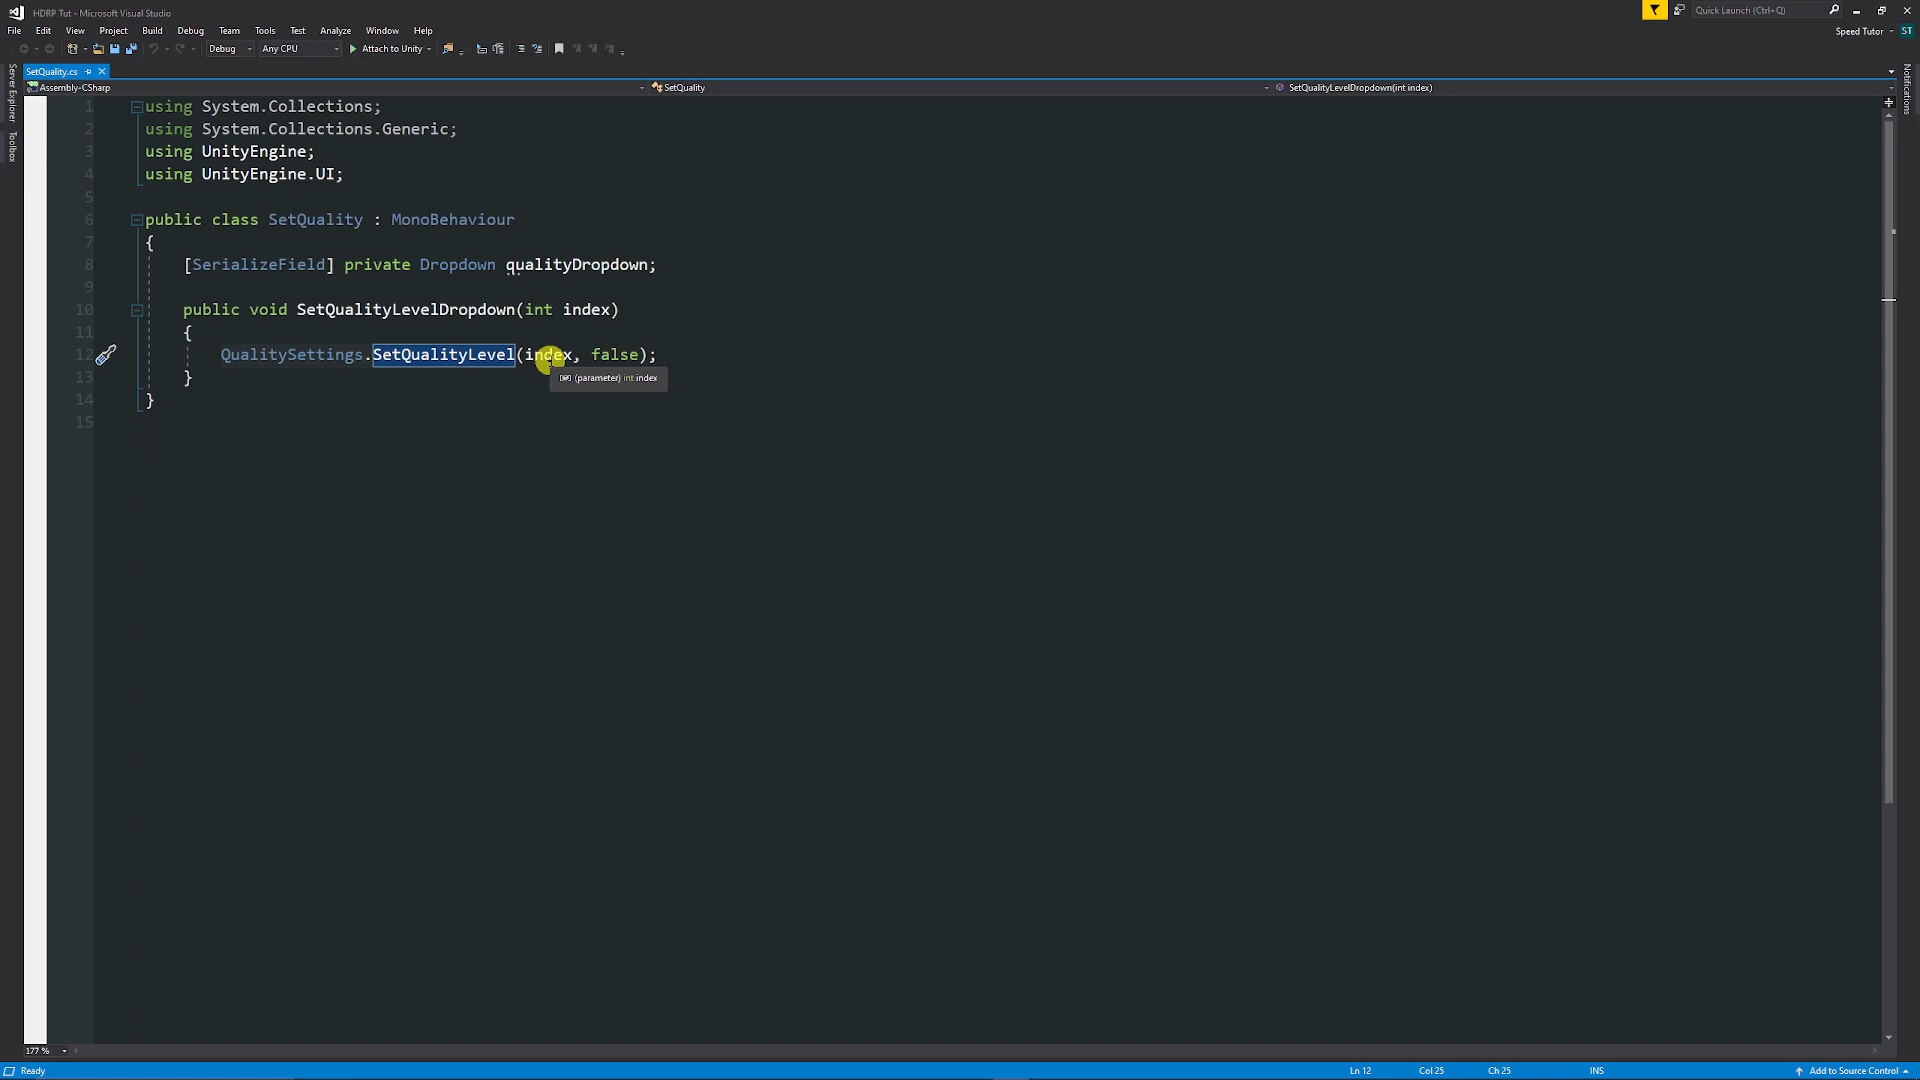 HDRP Tut - Microsoft Visual Studio
Quick Launch (Ctrl+Q)
File Edit View Project Build Debug Team Tools Test Analyze Window Help
Speed Tutor ST
Debug Any CPU Attach to Unity
SetQuality.cs
Assembly-CSharp SetQuality SetQualityLevelDropdown(int index)
Server Explorer
Toolbox
Notifications
1 using System.Collections;
2 using System.Collections.Generic;
3 using UnityEngine;
4 using UnityEngine.UI;
5
6 public class SetQuality : MonoBehaviour
7 {
8 [SerializeField] private Dropdown qualityDropdown;
9
10 public void SetQualityLevelDropdown(int index)
11 {
12 QualitySettings.SetQualityLevel(index, false);
(parameter) int index
13 }
14 }
15
177 %
Ready Ln 12 Col 25 Ch 25 INS Add to Source Control